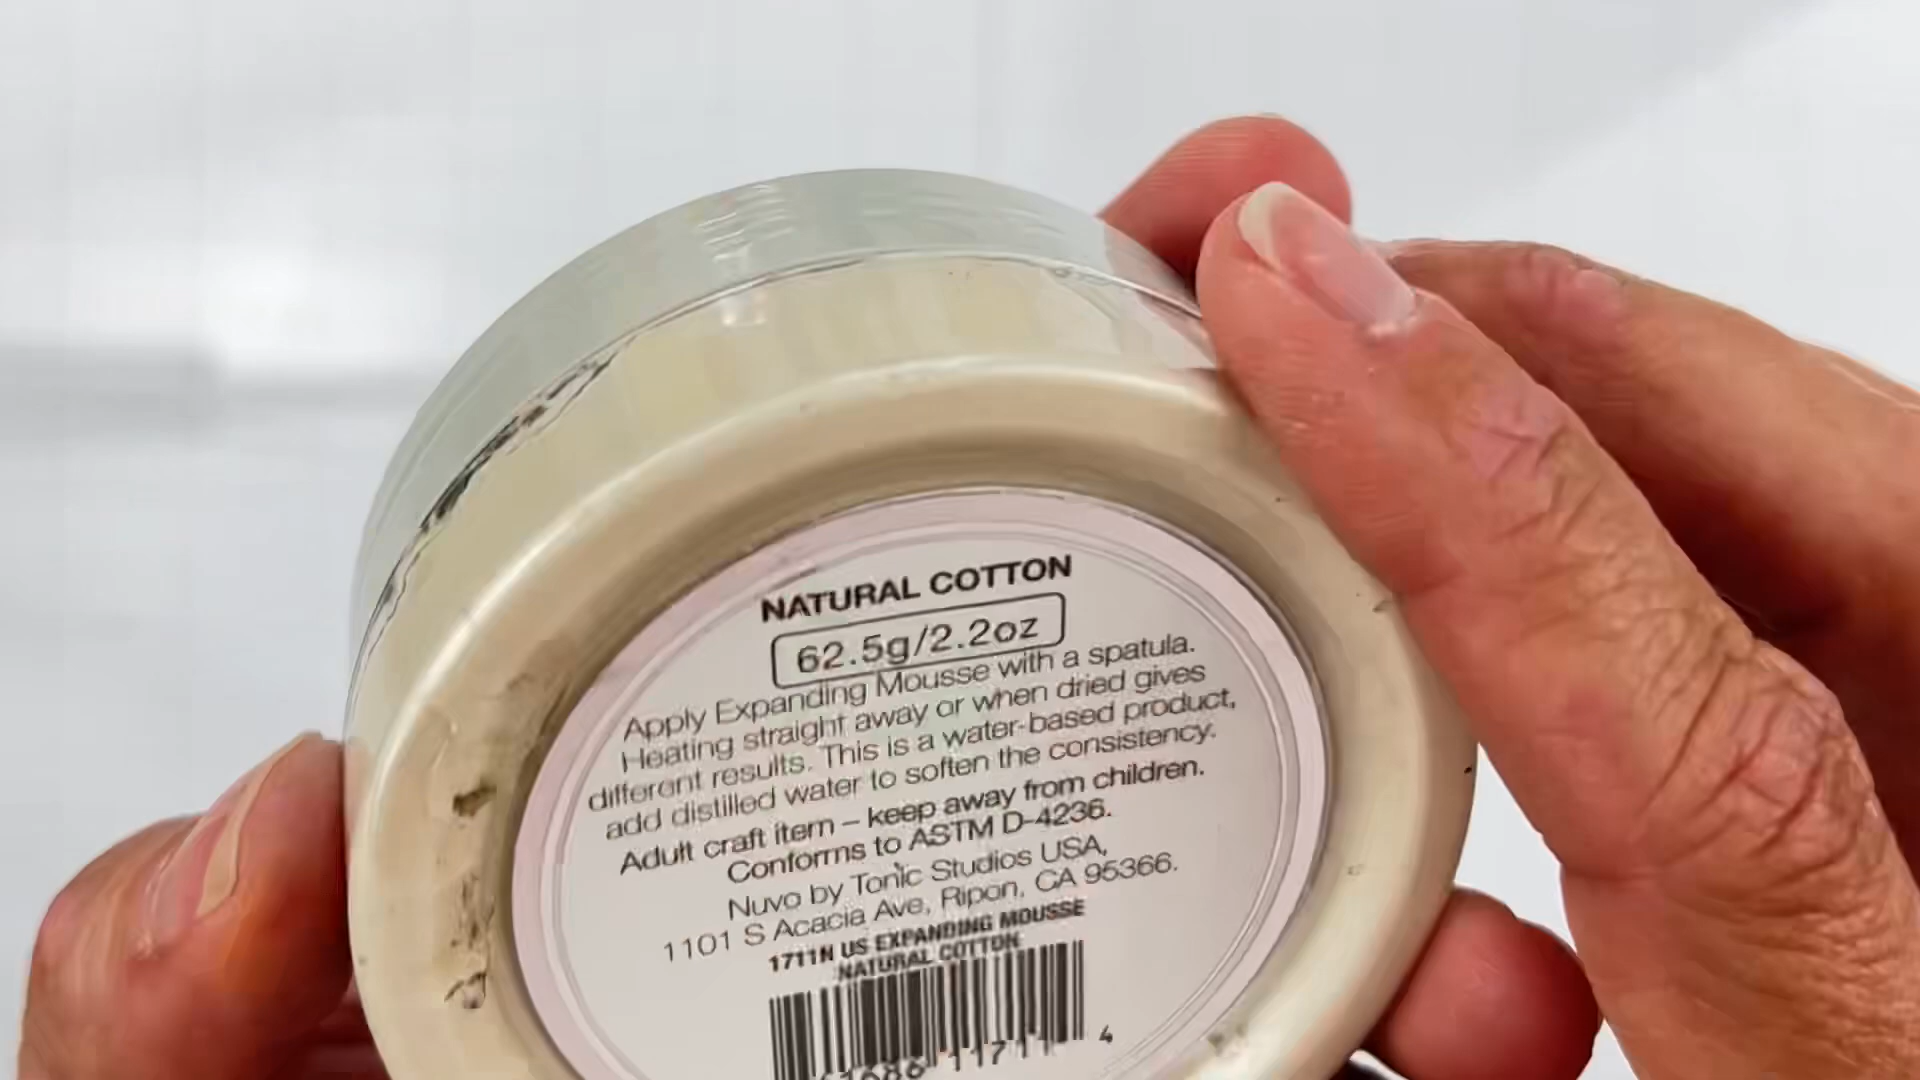 NATURAL COTTON
62.5g/2.2oz
Apply Expanding Mousse with a spatula.
Heating straight away or when dried gives
different results. This is a water-based product,
add distilled water to soften the consistency.
Adult craft item – keep away from children.
Conforms to ASTM D-4236.
Nuvo by Tonic Studios USA,
1101 S Acacia Ave, Ripon, CA 95366.
1711N US EXPANDING MOUSSE
NATURAL COTTON
4